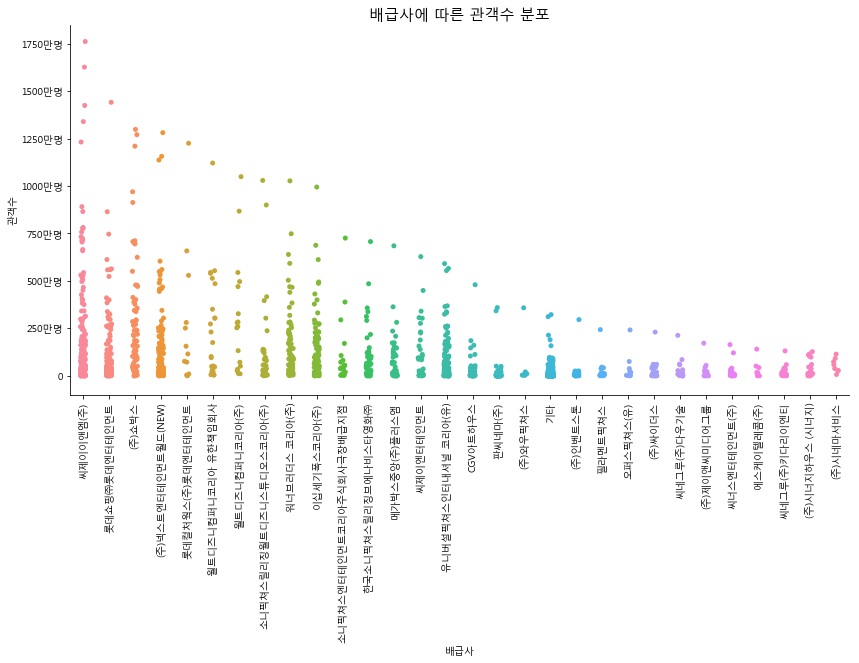 배급사에 따른 관객수 분포
1750만명
1500만명
1250만명
1000만명
750만명
500만명
250만명
0
관객수
씨제이이앤엠(주)
롯데쇼핑㈜롯데엔터테인먼트
(주)쇼박스
(주)넥스트엔터테인먼트월드(NEW)
롯데컬처웍스(주)롯데엔터테인먼트
월트디즈니컴퍼니코리아 유한책임회사
월트디즈니컴퍼니코리아(주)
소니픽쳐스릴리징월트디즈니스튜디오스코리아(주)
워너브러더스 코리아(주)
이십세기폭스코리아(주)
소니픽쳐스엔터테인먼트코리아주식회사극장배급지점
한국소니픽쳐스릴리징브에나비스타영화㈜
메가박스중앙(주)플러스엠
씨제이엔터테인먼트
유니버설픽쳐스인터내셔널 코리아(유)
CGV아트하우스
판씨네마(주)
(주)와우픽쳐스
기타
(주)인벤트스톤
필라멘트픽쳐스
오퍼스픽쳐스(유)
(주)싸이더스
씨네그루(주)다우기술
(주)제이앤씨미디어그룹
씨너스엔터테인먼트(주)
에스케이텔레콤(주)
씨네그루(주)키다리이엔티
(주)시너지하우스 (시너지)
(주)시네마서비스
배급사